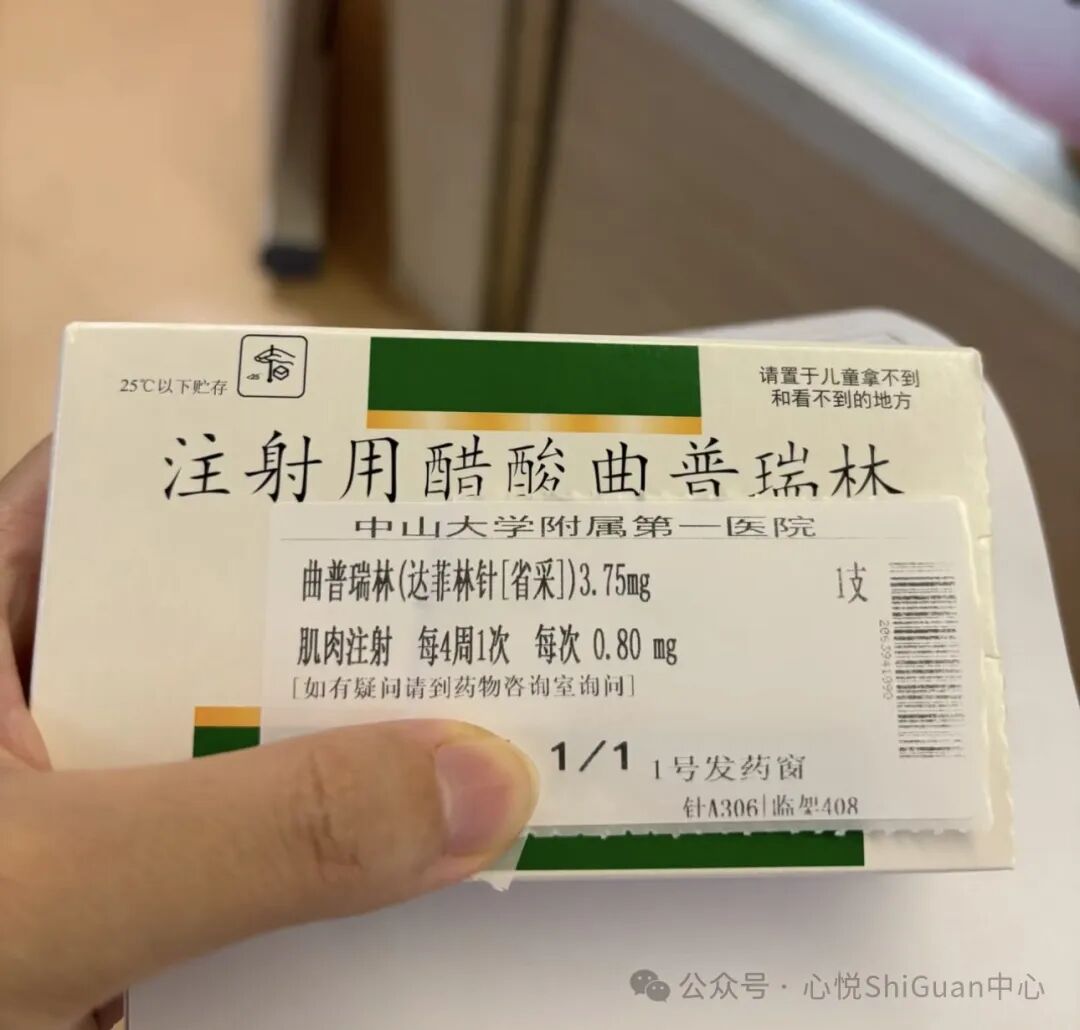 25℃以下贮存
请置于儿童拿不到
和看不到的地方
注射用醋酸曲普瑞林
中山大学附属第一医院
曲普瑞林(达菲林针[省采])3.75mg 1支
肌肉注射 每4周1次 每次 0.80 mg
[如有疑问请到药物咨询室询问]
1/1 1号发药窗
针A306|临架408
公众号 · 心悦ShiGuan中心